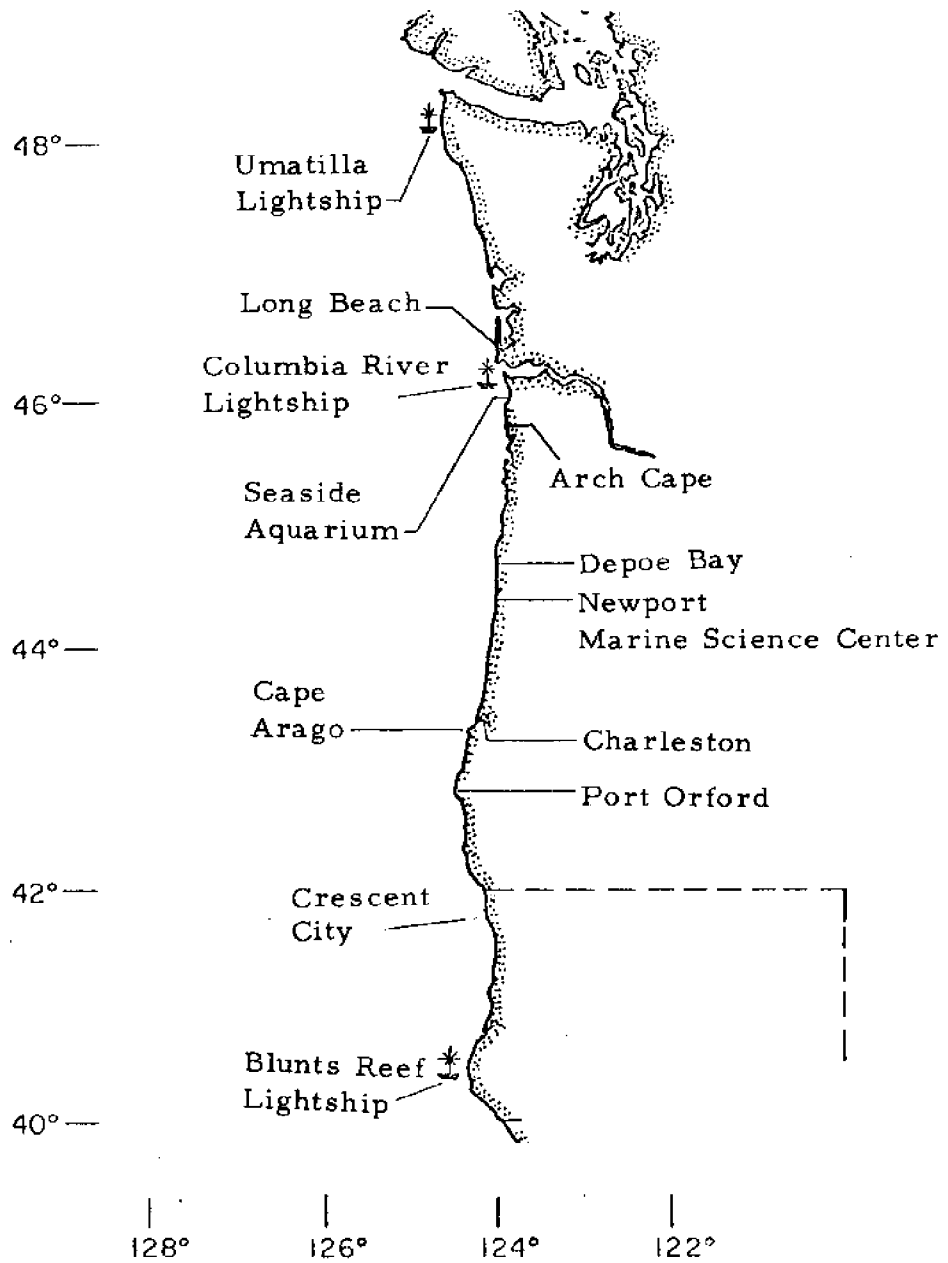 48°
Umatilla
Lightship
Long Beach
Columbia River
Lightship
46°
Arch Cape
Seaside
Aquarium
Depoe Bay
Newport
Marine Science Center
44°
Cape
Arago
Charleston
Port Orford
42°
Crescent
City
Blunts Reef
Lightship
40°
128° 126° 124° 122°